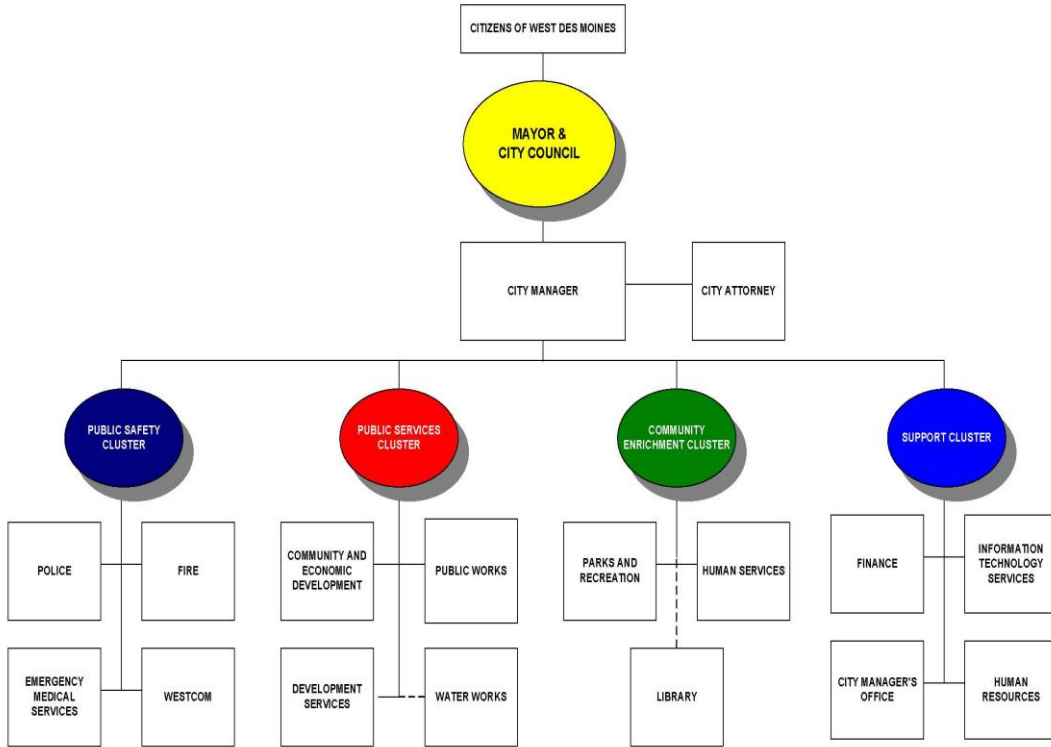 CITIZENS OF WEST DES MOINES
MAYOR &
CITY COUNCIL
CITY MANAGER
CITY ATTORNEY
PUBLIC SAFETY
CLUSTER
PUBLIC SERVICES
CLUSTER
COMMUNITY
ENRICHMENT CLUSTER
SUPPORT CLUSTER
POLICE
FIRE
COMMUNITY AND
ECONOMIC
DEVELOPMENT
PUBLIC WORKS
PARKS AND
RECREATION
HUMAN SERVICES
FINANCE
INFORMATION
TECHNOLOGY
SERVICES
EMERGENCY
MEDICAL
SERVICES
WESTCOM
DEVELOPMENT
SERVICES
WATER WORKS
LIBRARY
CITY MANAGER'S
OFFICE
HUMAN
RESOURCES